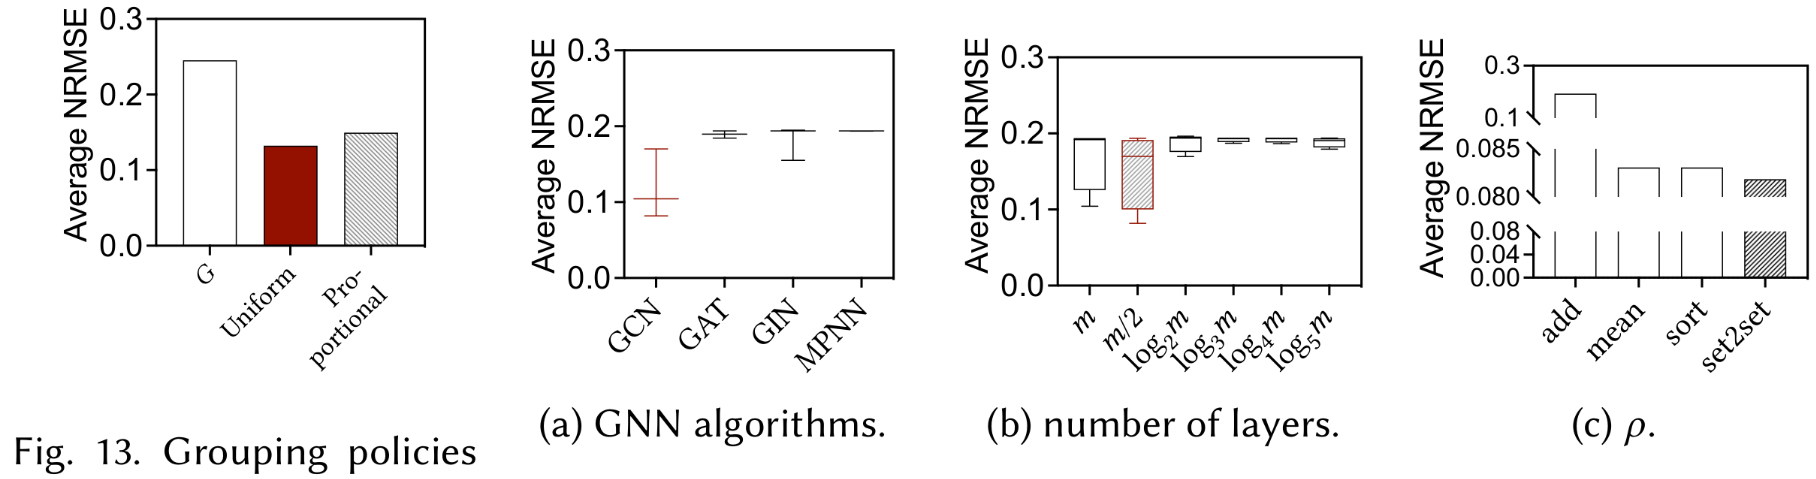 Average NRMSE
0.3
0.2
0.1
0.0
G
Uniform
Pro-
portional
Fig. 13. Grouping policies
Average NRMSE
0.3
0.2
0.1
0.0
GCN
GAT
GIN
MPNN
(a) GNN algorithms.
Average NRMSE
0.3
0.2
0.1
0.0
m
m/2
log₂m
log₃m
log₄m
log₅m
(b) number of layers.
Average NRMSE
0.3
0.1
0.085
0.080
0.08
0.04
0.00
add
mean
sort
set2set
(c) ρ.